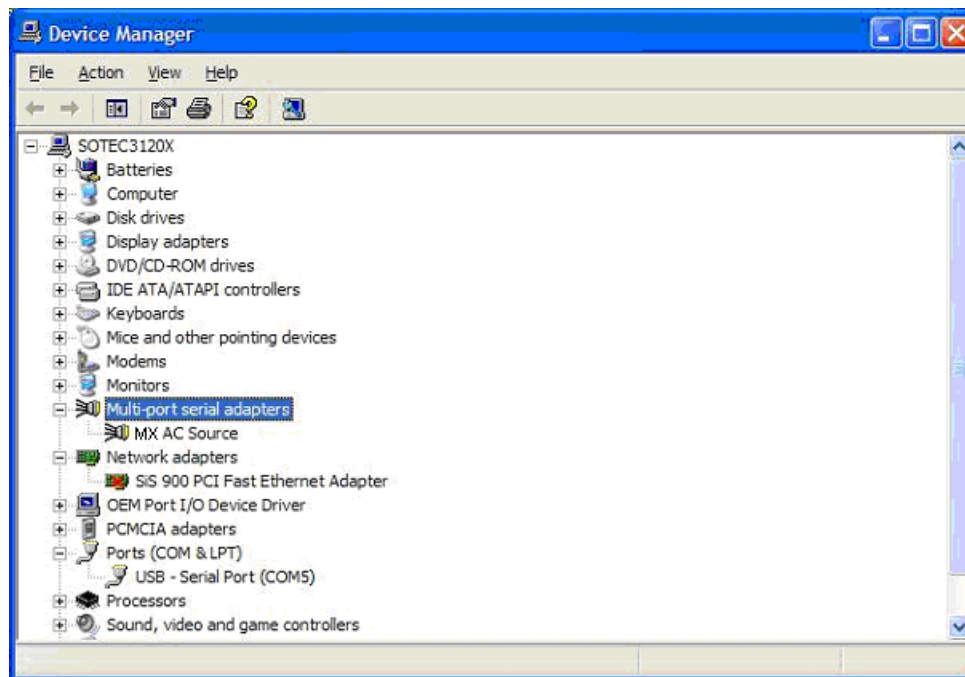 Device Manager
File Action View Help
SOTEC3120X
Batteries
Computer
Disk drives
Display adapters
DVD/CD-ROM drives
IDE ATA/ATAPI controllers
Keyboards
Mice and other pointing devices
Modems
Monitors
Multi-port serial adapters
MX AC Source
Network adapters
SiS 900 PCI Fast Ethernet Adapter
OEM Port I/O Device Driver
PCMCIA adapters
Ports (COM & LPT)
USB - Serial Port (COM5)
Processors
Sound, video and game controllers